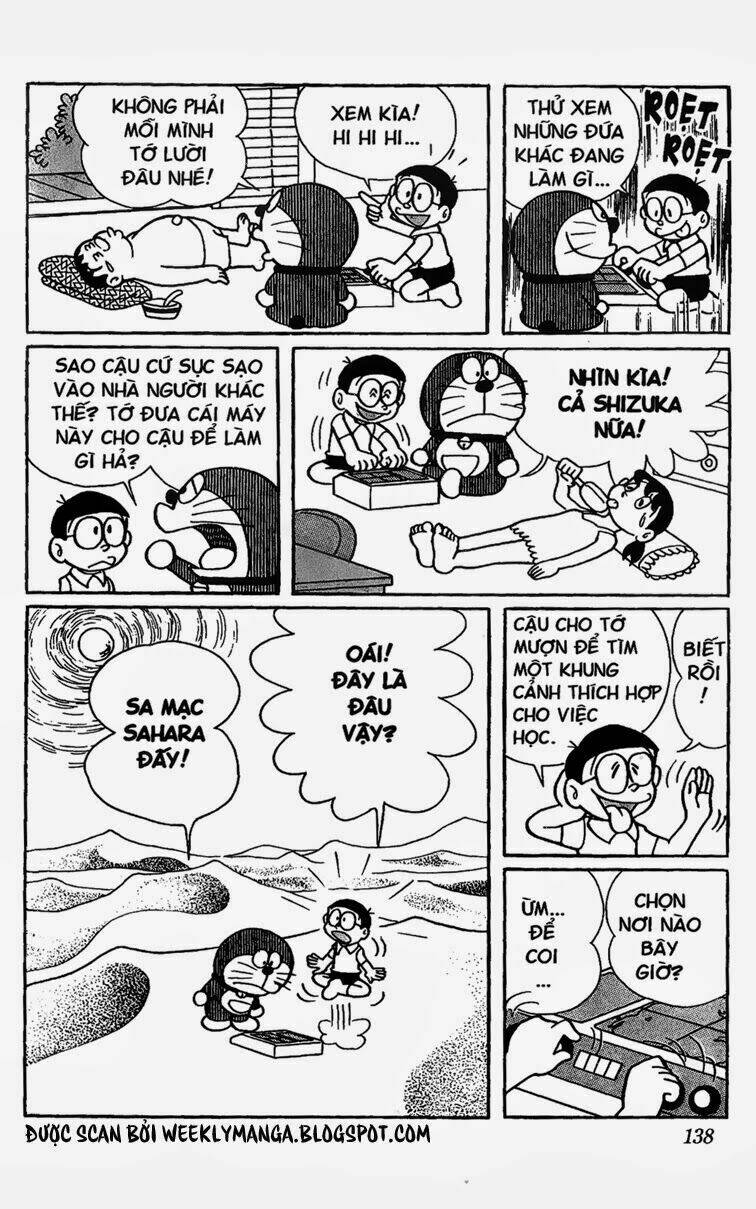 ROẸT
ROẸT
THỬ XEM
NHỮNG ĐỨA
KHÁC ĐANG
LÀM GÌ...
XEM KÌA!
HI HI HI...
KHÔNG PHẢI
MỖI MÌNH
TỚ LƯỜI
ĐÂU NHÉ!
NHÌN KÌA!
CẢ SHIZUKA
NỮA!
SAO CẬU CỨ SỤC SẠO
VÀO NHÀ NGƯỜI KHÁC
THẾ? TỚ ĐƯA CÁI MÁY
NÀY CHO CẬU ĐỂ LÀM
GÌ HẢ?
BIẾT
RỒI
!
CẬU CHO TỚ
MƯỢN ĐỂ TÌM
MỘT KHUNG
CẢNH THÍCH HỢP
CHO VIỆC
HỌC.
CHỌN
NƠI NÀO
BÂY
GIỜ?
ỪM...
ĐỂ
COI
...
OÁI!
ĐÂY LÀ
ĐÂU
VẬY?
SA MẠC
SAHARA
ĐẤY!
ĐƯỢC SCAN BỞI WEEKLYMANGA.BLOGSPOT.COM
138